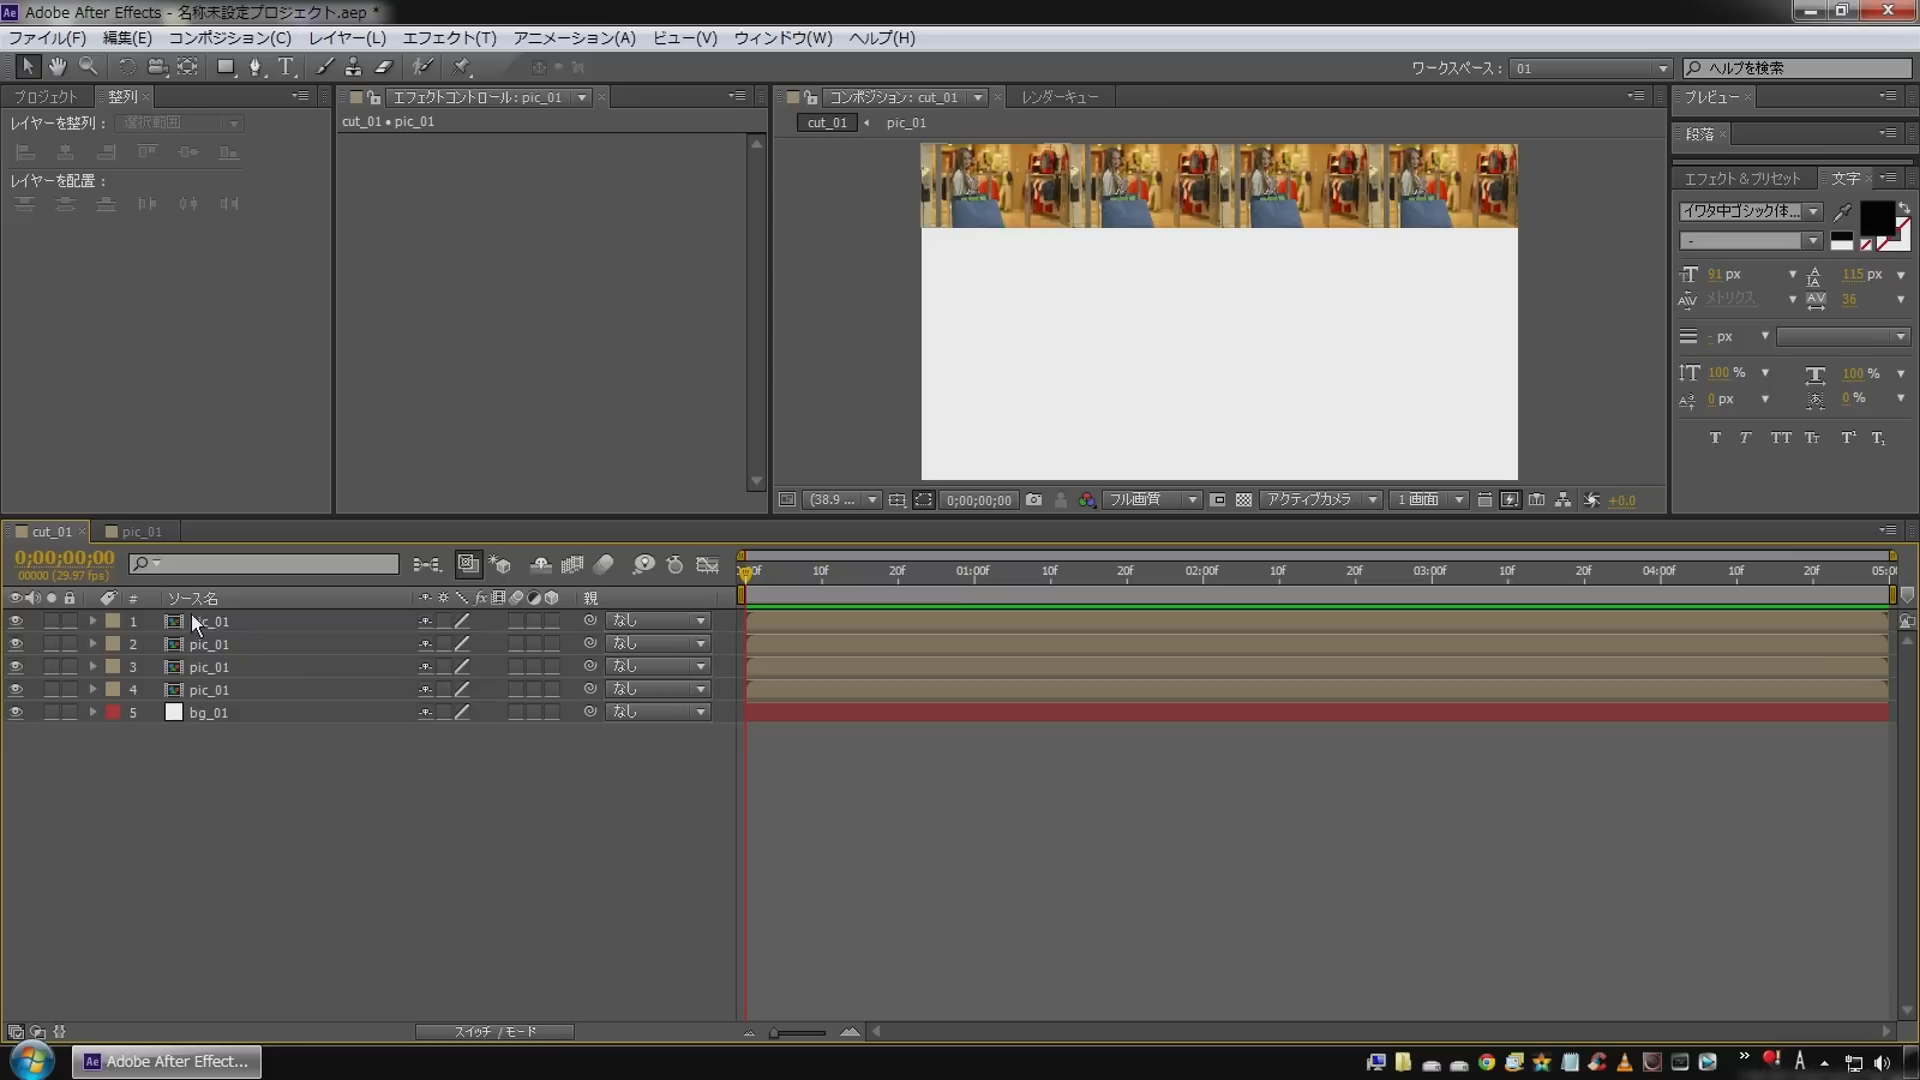 Adobe After Effects - 名称未設定プロジェクト.aep *
ファイル(F) 編集(E) コンポジション(C) レイヤー(L) エフェクト(T) アニメーション(A) ビュー(V) ウィンドウ(W) ヘルプ(H)
ワークスペース : 01 ヘルプを検索
プロジェクト 整列 エフェクトコントロール : pic_01 コンポジション : cut_01 レンダーキュー プレビュー
レイヤーを整列 : 選択範囲 cut_01 • pic_01 cut_01 pic_01 段落
レイヤーを配置 :
エフェクト＆プリセット 文字
イワタ中ゴシック体...
-
91 px 115 px
メトリクス 36
- px
100 % 100 %
0 px 0 %
T T TT Tт T¹ T₁
(38.9 ... 0;00;00;00 フル画質 アクティブカメラ 1 画面 +0.0
cut_01 pic_01
0;00;00;00
00000 (29.97 fps)
10f 20f 01:00f 10f 20f 02:00f 10f 20f 03:00f 10f 20f 04:00f 10f 20f
# ソース名 fx 親
1 なし
2 pic_01 なし
3 pic_01 なし
4 pic_01 なし
5 bg_01 なし
スイッチ / モード
Ae Adobe After Effect... A